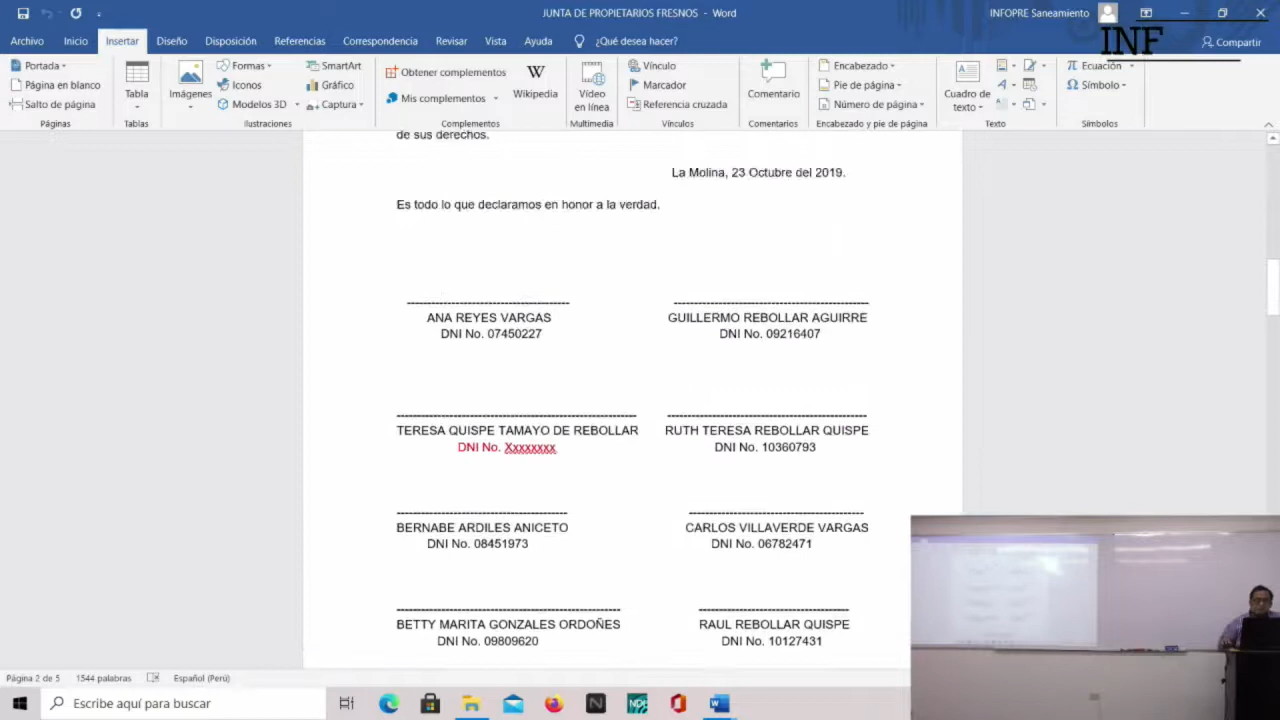 JUNTA DE PROPIETARIOS FRESNOS - Word
INFOPRE Saneamiento
INF
Archivo Inicio Insertar Diseño Disposición Referencias Correspondencia Revisar Vista Ayuda ¿Qué desea hacer? Compartir
Portada
Página en blanco
Salto de página
Páginas
Tabla
Tablas
Imágenes
Formas
Iconos
Modelos 3D
SmartArt
Gráfico
Captura
Ilustraciones
Obtener complementos
Mis complementos
W
Wikipedia
Complementos
Vídeo
en línea
Multimedia
Vínculo
Marcador
Referencia cruzada
Vínculos
Comentario
Comentarios
Encabezado
Pie de página
Número de página
Encabezado y pie de página
Cuadro de
texto
Texto
π Ecuación
Ω Símbolo
Símbolos
de sus derechos.
La Molina, 23 Octubre del 2019.
Es todo lo que declaramos en honor a la verdad.
ANA REYES VARGAS GUILLERMO REBOLLAR AGUIRRE
DNI No. 07450227 DNI No. 09216407
TERESA QUISPE TAMAYO DE REBOLLAR RUTH TERESA REBOLLAR QUISPE
DNI No. Xxxxxxxx DNI No. 10360793
BERNABE ARDILES ANICETO CARLOS VILLAVERDE VARGAS
DNI No. 08451973 DNI No. 06782471
BETTY MARITA GONZALES ORDOÑES RAUL REBOLLAR QUISPE
DNI No. 09809620 DNI No. 10127431
Página 2 de 5 1544 palabras Español (Perú)
Escribe aquí para buscar